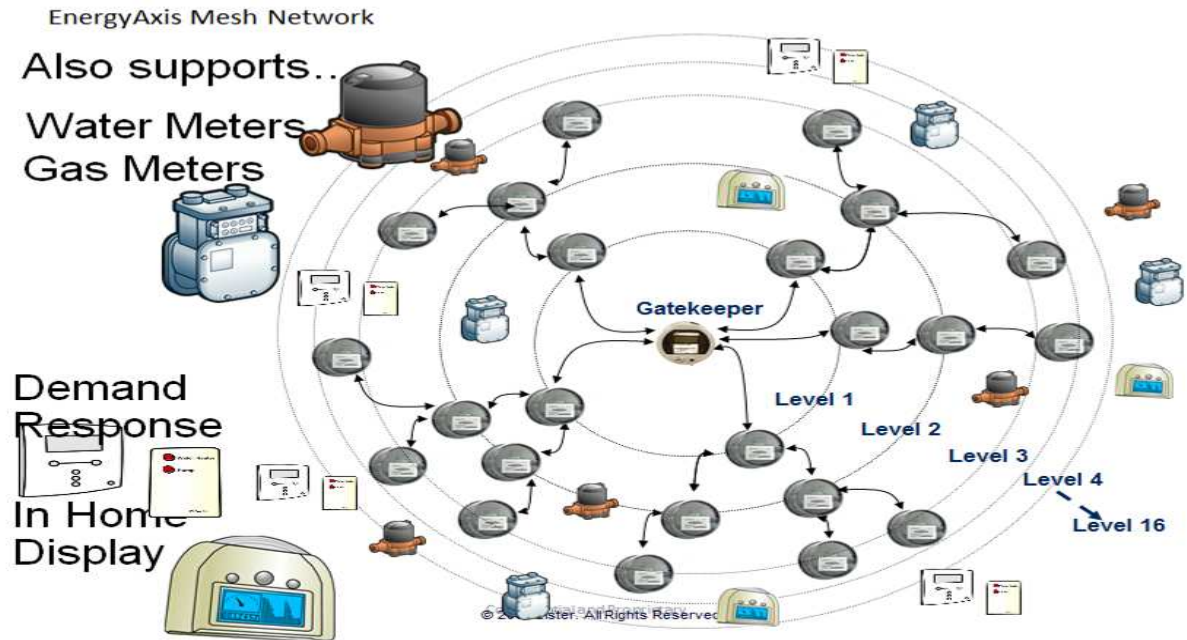 EnergyAxis Mesh Network
Also supports...
Water Meters
Gas Meters
Gatekeeper
Demand
Response
In Home
Display
Level 1
Level 2
Level 3
Level 4
Level 16
All Rights Reserved